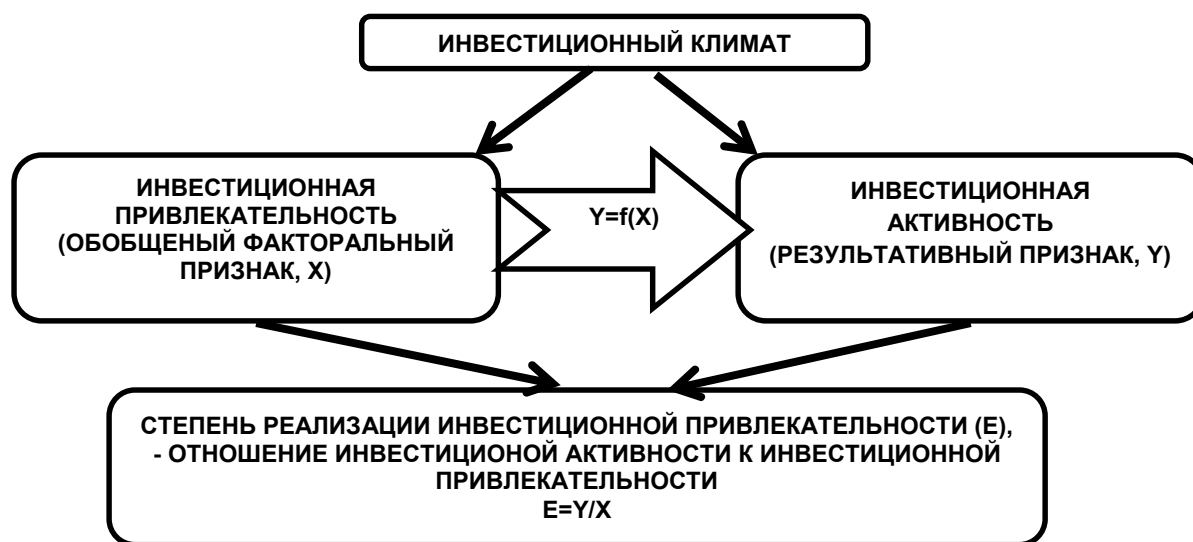 ИНВЕСТИЦИОННЫЙ КЛИМАТ
ИНВЕСТИЦИОННАЯ
ПРИВЛЕКАТЕЛЬНОСТЬ
(ОБОБЩЕНЫЙ ФАКТОРАЛЬНЫЙ
ПРИЗНАК, X)
Y=f(X)
ИНВЕСТИЦИОННАЯ
АКТИВНОСТЬ
(РЕЗУЛЬТАТИВНЫЙ ПРИЗНАК, Y)
СТЕПЕНЬ РЕАЛИЗАЦИИ ИНВЕСТИЦИОННОЙ ПРИВЛЕКАТЕЛЬНОСТИ (E),
- ОТНОШЕНИЕ ИНВЕСТИЦИОНОЙ АКТИВНОСТИ К ИНВЕСТИЦИОННОЙ
ПРИВЛЕКАТЕЛЬНОСТИ
E=Y/X